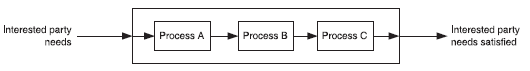 Interested party
needs
Process A
Process B
Process C
Interested party
needs satisfied